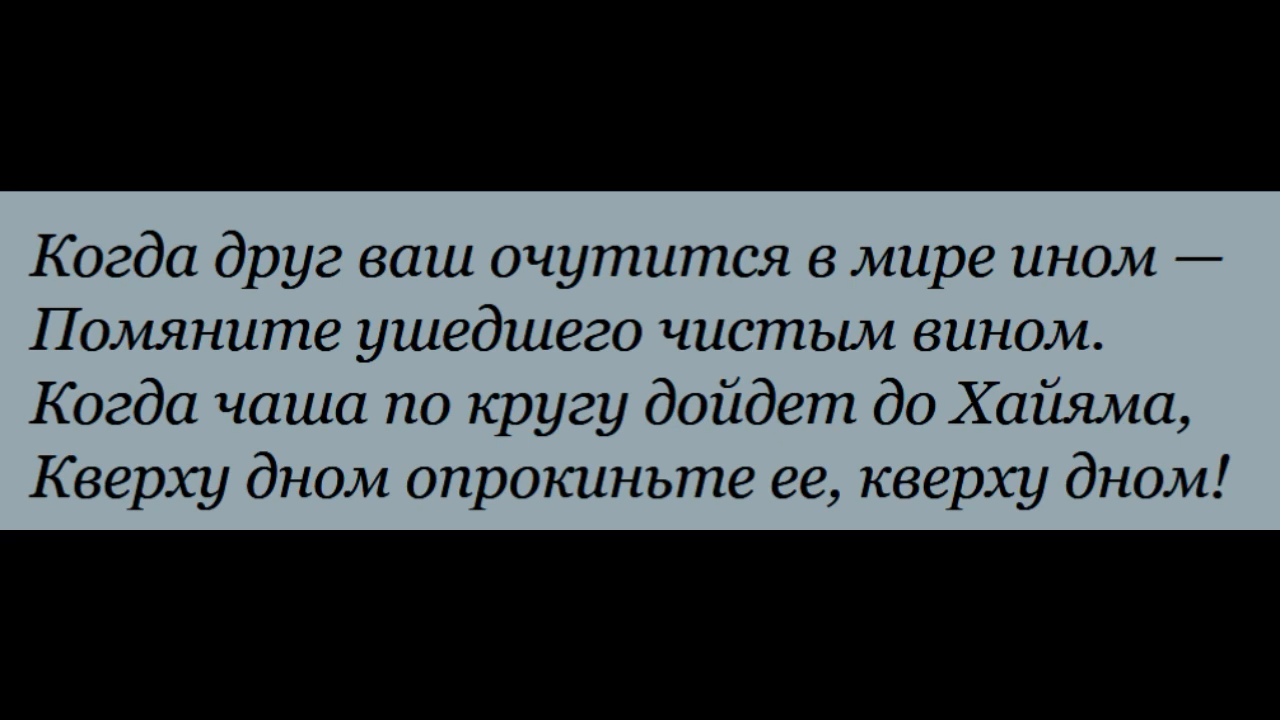 Когда друг ваш очутится в мире ином —
Помяните ушедшего чистым вином.
Когда чаша по кругу дойдет до Хайяма,
Кверху дном опрокиньте ее, кверху дном!